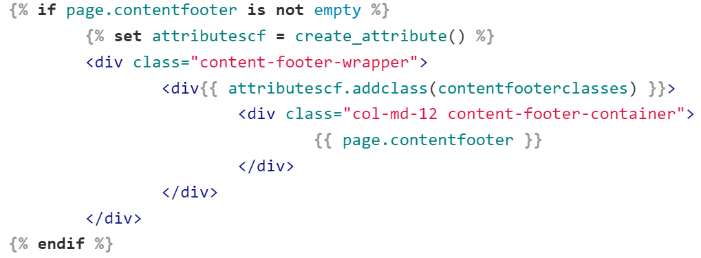 {% if page.contentfooter is not empty %}
{% set attributescf = create_attribute() %}
<div class="content-footer-wrapper">
<div{{ attributescf.addclass(contentfooterclasses) }}>
<div class="col-md-12 content-footer-container">
{{ page.contentfooter }}
</div>
</div>
</div>
{% endif %}